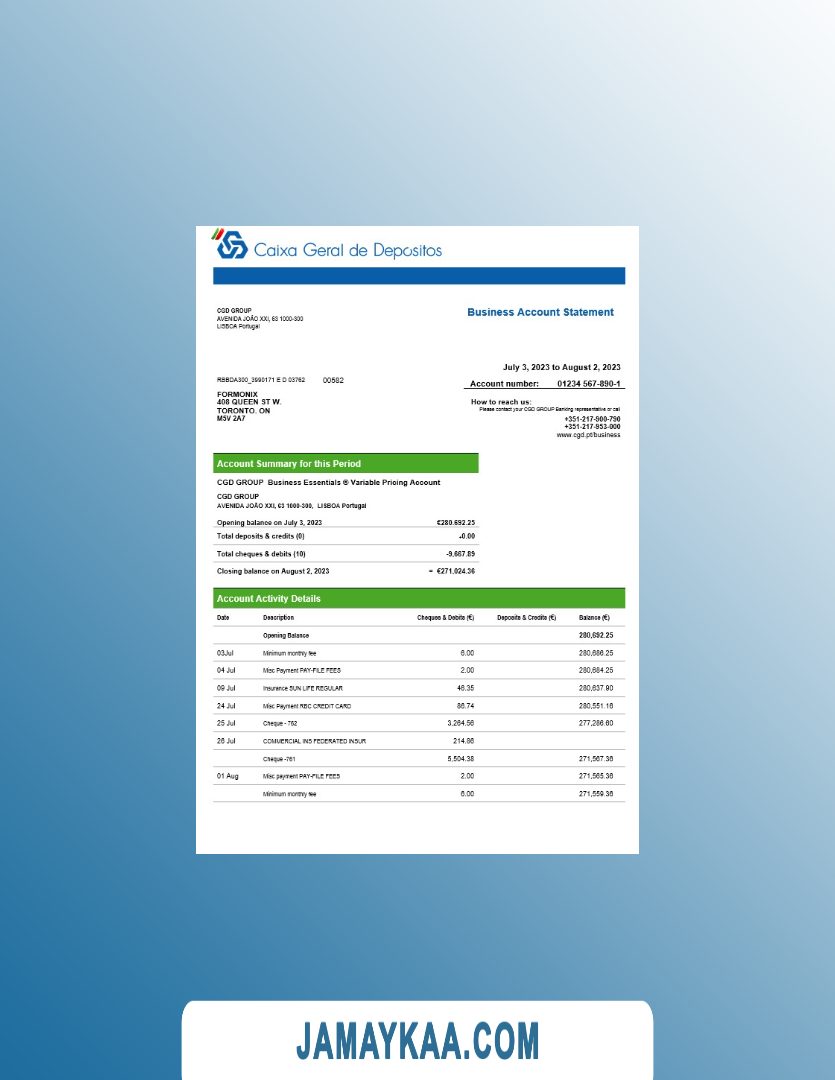 Caixa Geral de Depositos
CGD GROUP
AVENIDA JOÃO XXI, 63 1000-300
LISBOA Portugal
Business Account Statement
July 3, 2023 to August 2, 2023
Account number: 01234 567-890-1
RBBDA300_3990171 E D 03762 00582
FORMONIX
408 QUEEN ST W.
TORONTO. ON
M5V 2A7
How to reach us:
Please contact your CGD GROUP Banking representative or call
+351-217-900-790
+351-217-953-000
www.cgd.pt/business
Account Summary for this Period
CGD GROUP Business Essentials ® Variable Pricing Account
CGD GROUP
AVENIDA JOÃO XXI, 63 1000-300, LISBOA Portugal
Opening balance on July 3, 2023 €280.692.25
Total deposits & credits (0) -0.00
Total cheques & debits (10) -9,667.89
Closing balance on August 2, 2023 = €271,024.36
Account Activity Details
Date Description Cheques & Debits (€) Deposits & Credits (€) Balance (€)
Opening Balance 280,692.25
03Jul Minimum monthly fee 6.00 280,686.25
04 Jul Misc Payment PAY-FILE FEES 2.00 280,684.25
09 Jul Insurance SUN LIFE REGULAR 46.35 280,637.90
24 Jul Misc Payment RBC CREDIT CARD 86.74 280,551.16
25 Jul Cheque - 762 3,264.56 277,286.60
26 Jul COMMERCIAL INS FEDERATED INSUR 214.86
Cheque -761 5,504.38 271,567.36
01 Aug Misc payment PAY-FILE FEES 2.00 271,565.36
Minimum monthly fee 6.00 271,559.36
JAMAYKAA.COM